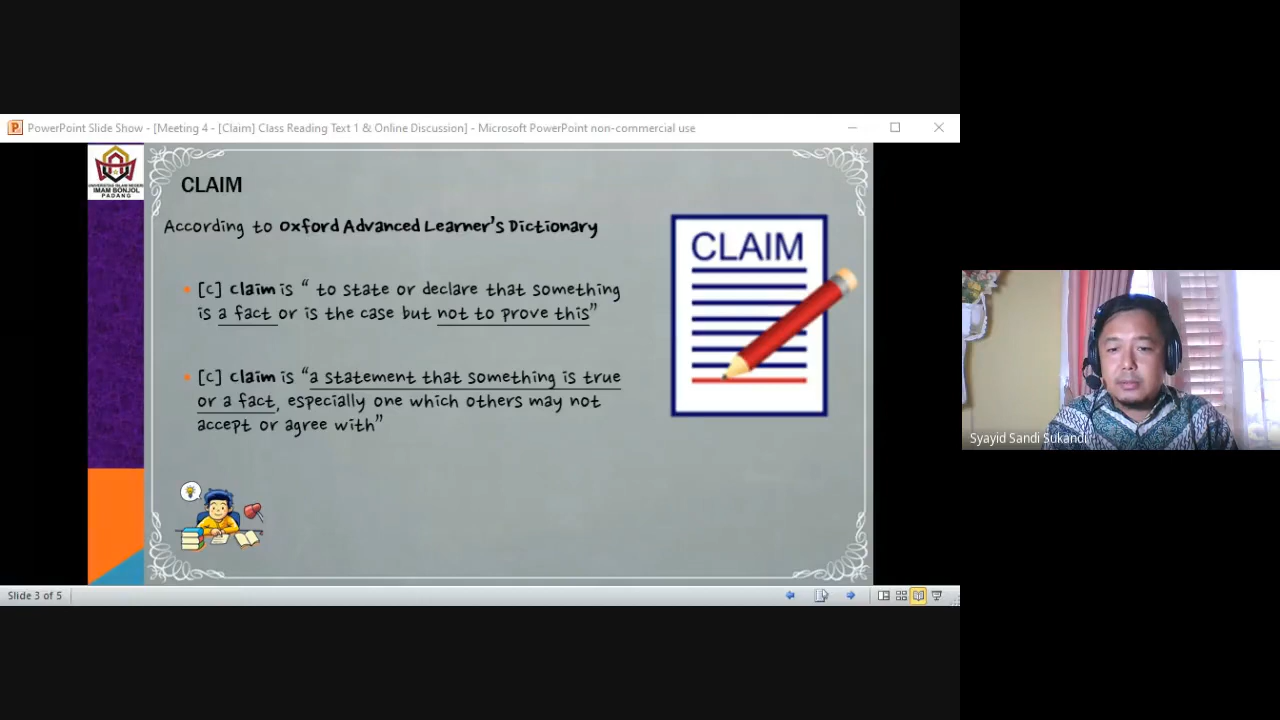 PowerPoint Slide Show - [Meeting 4 - [Claim] Class Reading Text 1 & Online Discussion] - Microsoft PowerPoint non-commercial use
UNIVERSITAS ISLAM NEGERI
IMAM BONJOL
PADANG
CLAIM
According to Oxford Advanced Learner's Dictionary
[c] Claim is " to state or declare that something
is a fact or is the case but not to prove this"
[c] Claim is "a statement that something is true
or a fact, especially one which others may not
accept or agree with"
CLAIM
Syayid Sandi Sukandi
Slide 3 of 5